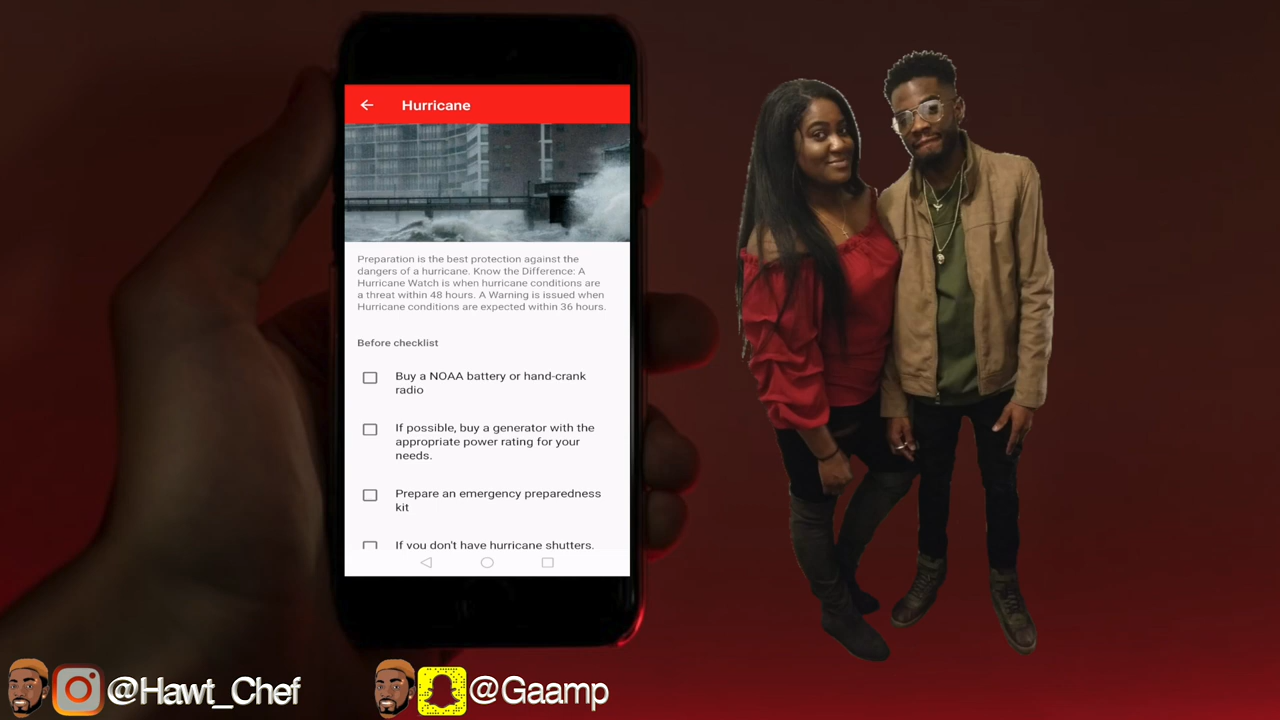 Hurricane
Preparation is the best protection against the
dangers of a hurricane. Know the Difference: A
Hurricane Watch is when hurricane conditions are
a threat within 48 hours. A Warning is issued when
Hurricane conditions are expected within 36 hours.
Before checklist
Buy a NOAA battery or hand-crank
radio
If possible, buy a generator with the
appropriate power rating for your
needs.
Prepare an emergency preparedness
kit
If you don't have hurricane shutters,
@Hawt_Chef
@Gaamp